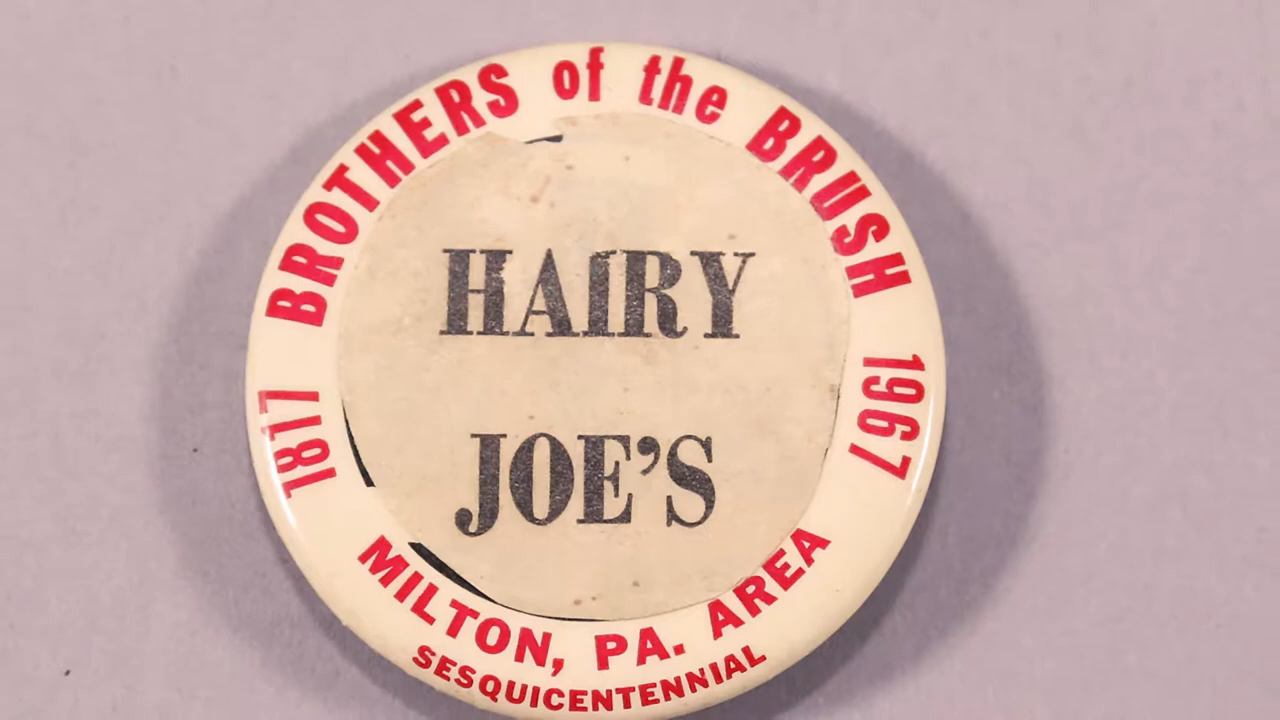 BROTHERS of the BRUSH
HAIRY
JOE'S
1817
1967
MILTON, PA. AREA
SESQUICENTENNIAL